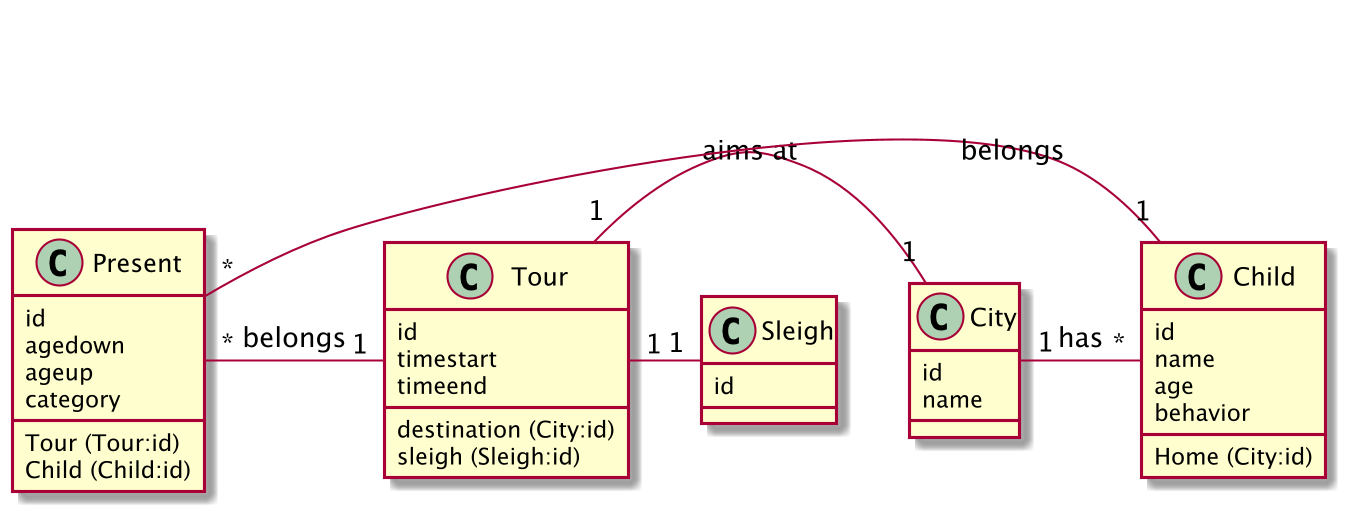 aims at
belongs
1
1
1
*
C Present
id
agedown
ageup
category
Tour (Tour:id)
Child (Child:id)
* belongs 1
C Tour
id
timestart
timeend
destination (City:id)
sleigh (Sleigh:id)
1 1
C Sleigh
id
C City
id
name
1 has *
C Child
id
name
age
behavior
Home (City:id)